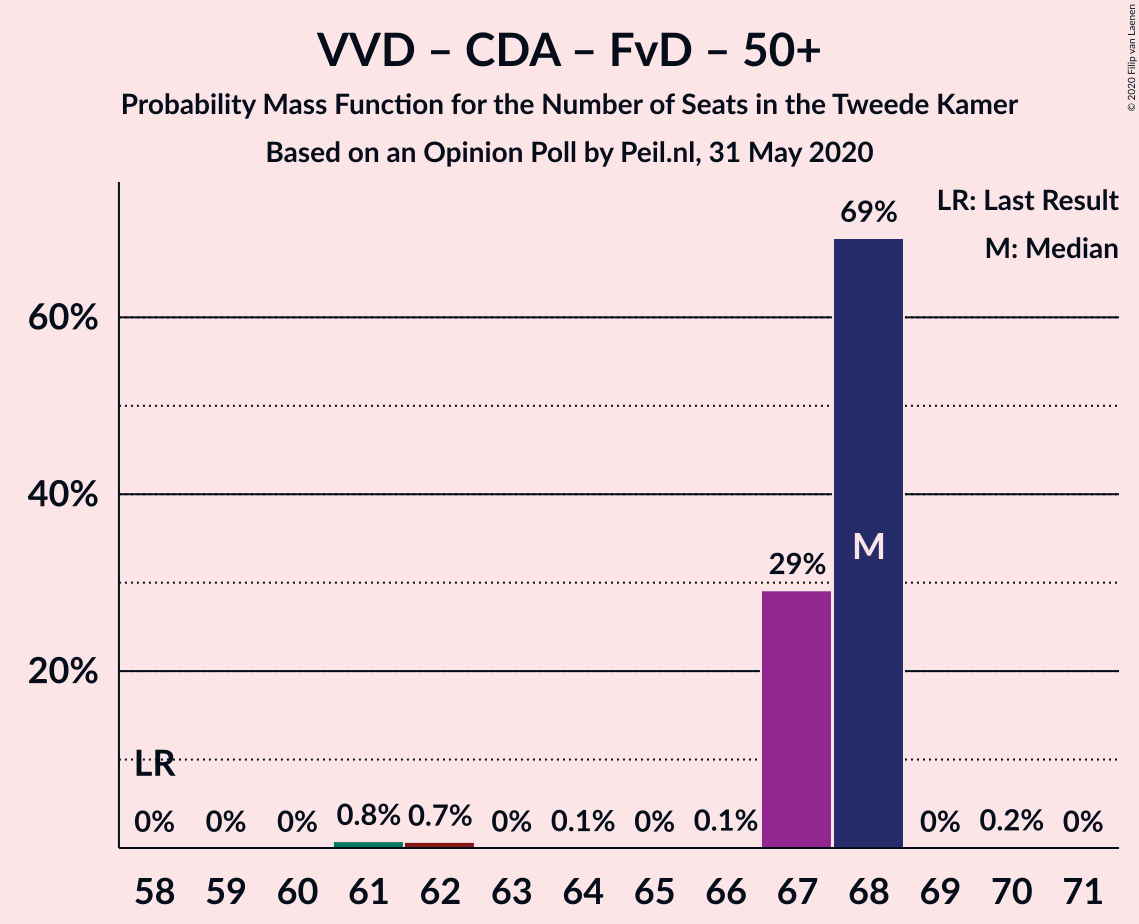 VVD – CDA – FvD – 50+
Probability Mass Function for the Number of Seats in the Tweede Kamer
Based on an Opinion Poll by Peil.nl, 31 May 2020
© 2020 Filip van Laenen
LR: Last Result
M: Median
69%
60%
40%
M
29%
20%
LR
0% 0% 0% 0.8% 0.7% 0% 0.1% 0% 0.1% 0% 0.2% 0%
58 59 60 61 62 63 64 65 66 67 68 69 70 71